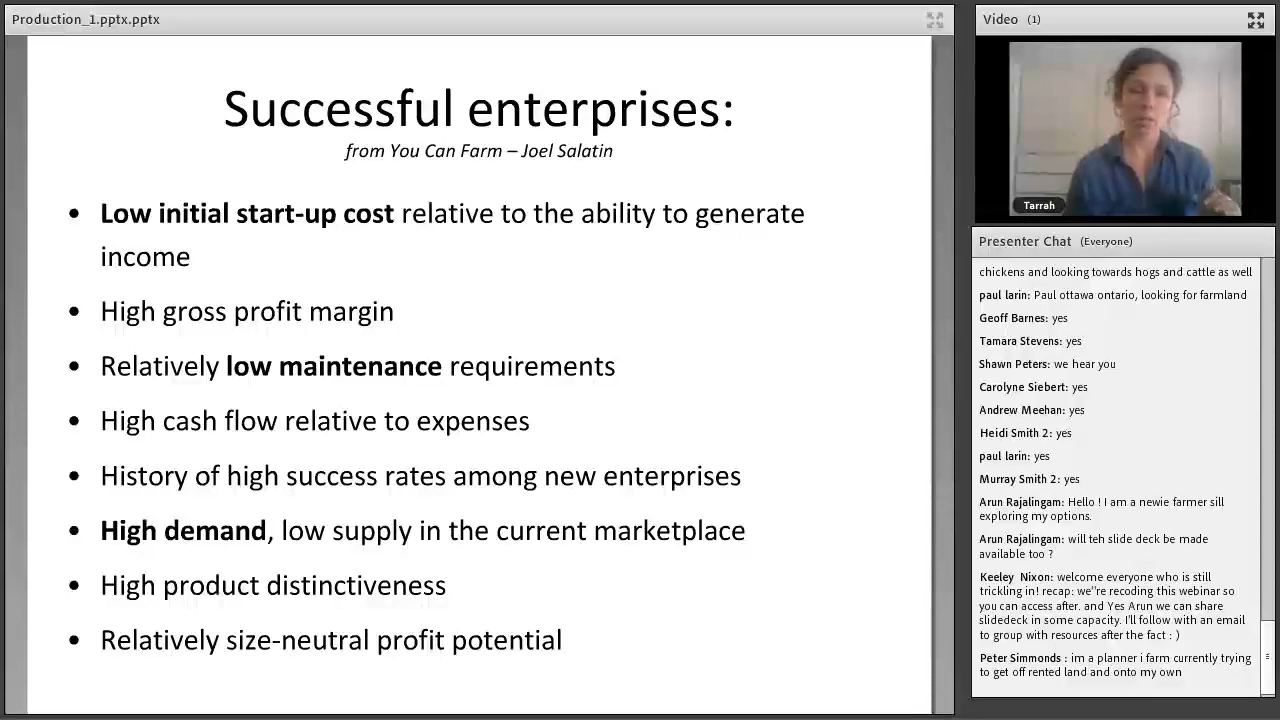 Production_1.pptx.pptx
Successful enterprises:
from You Can Farm – Joel Salatin
• Low initial start-up cost relative to the ability to generate
income
• High gross profit margin
• Relatively low maintenance requirements
• High cash flow relative to expenses
• History of high success rates among new enterprises
• High demand, low supply in the current marketplace
• High product distinctiveness
• Relatively size-neutral profit potential
Video (1)
Tarrah
Presenter Chat (Everyone)
chickens and looking towards hogs and cattle as well
paul larin: Paul ottawa ontario, looking for farmland
Geoff Barnes: yes
Tamara Stevens: yes
Shawn Peters: we hear you
Carolyne Siebert: yes
Andrew Meehan: yes
Heidi Smith 2: yes
paul larin: yes
Murray Smith 2: yes
Arun Rajalingam: Hello ! I am a newie farmer sill
exploring my options.
Arun Rajalingam: will teh slide deck be made
available too ?
Keeley Nixon: welcome everyone who is still
trickling in! recap: we"re recoding this webinar so
you can access after. and Yes Arun we can share
slidedeck in some capacity. I'll follow with an email
to group with resources after the fact : )
Peter Simmonds : im a planner i farm currently trying
to get off rented land and onto my own